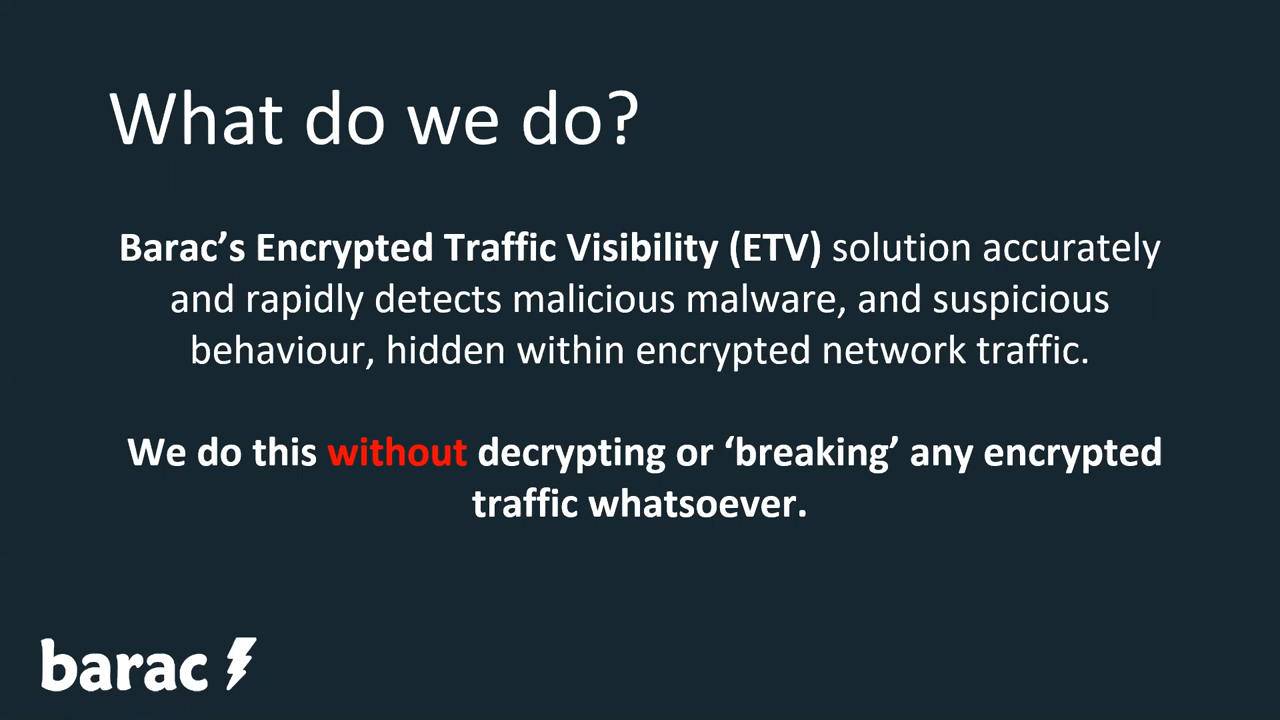 What do we do?
Barac’s Encrypted Traffic Visibility (ETV) solution accurately
and rapidly detects malicious malware, and suspicious
behaviour, hidden within encrypted network traffic.
We do this without decrypting or ‘breaking’ any encrypted
traffic whatsoever.
barac